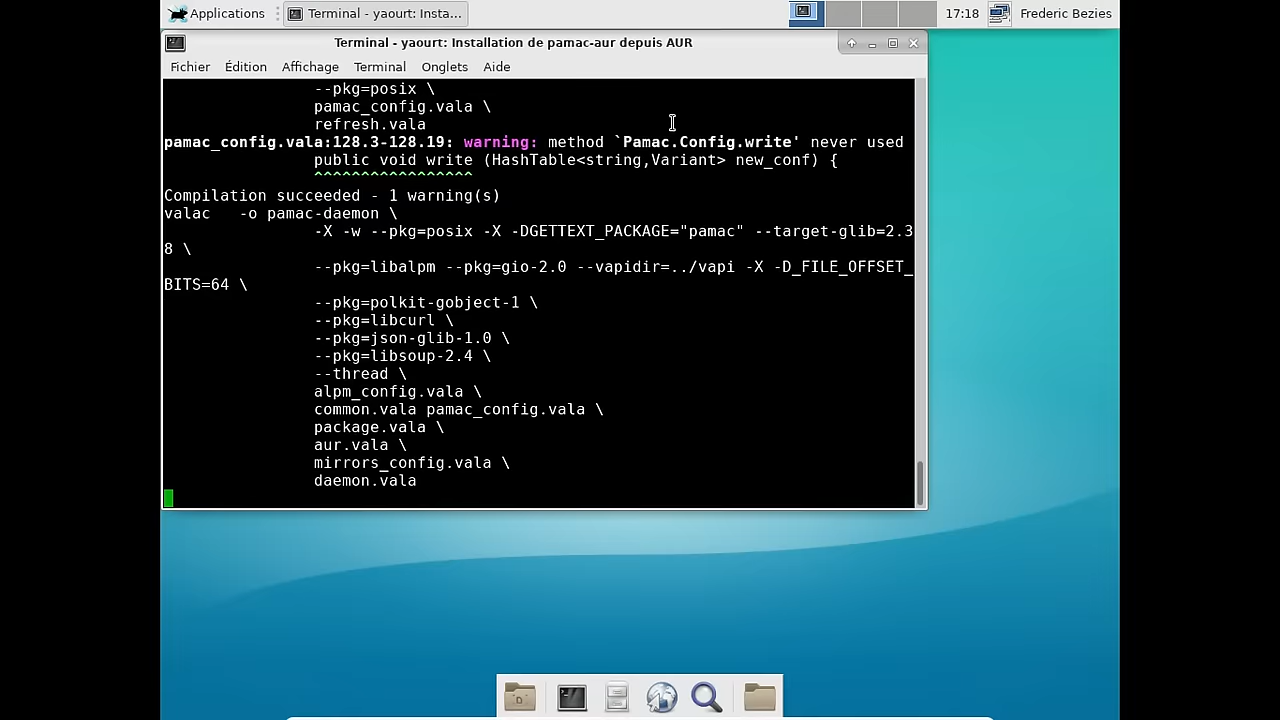 Applications
Terminal - yaourt: Insta...
17:18
Frederic Bezies
Terminal - yaourt: Installation de pamac-aur depuis AUR
Fichier Édition Affichage Terminal Onglets Aide
--pkg=posix \
pamac_config.vala \
refresh.vala
pamac_config.vala:128.3-128.19: warning: method `Pamac.Config.write' never used
public void write (HashTable<string,Variant> new_conf) {
^^^^^^^^^^^^^^^^^
Compilation succeeded - 1 warning(s)
valac   -o pamac-daemon \
-X -w --pkg=posix -X -DGETTEXT_PACKAGE="pamac" --target-glib=2.3
8 \
--pkg=libalpm --pkg=gio-2.0 --vapidir=../vapi -X -D_FILE_OFFSET_
BITS=64 \
--pkg=polkit-gobject-1 \
--pkg=libcurl \
--pkg=json-glib-1.0 \
--pkg=libsoup-2.4 \
--thread \
alpm_config.vala \
common.vala pamac_config.vala \
package.vala \
aur.vala \
mirrors_config.vala \
daemon.vala